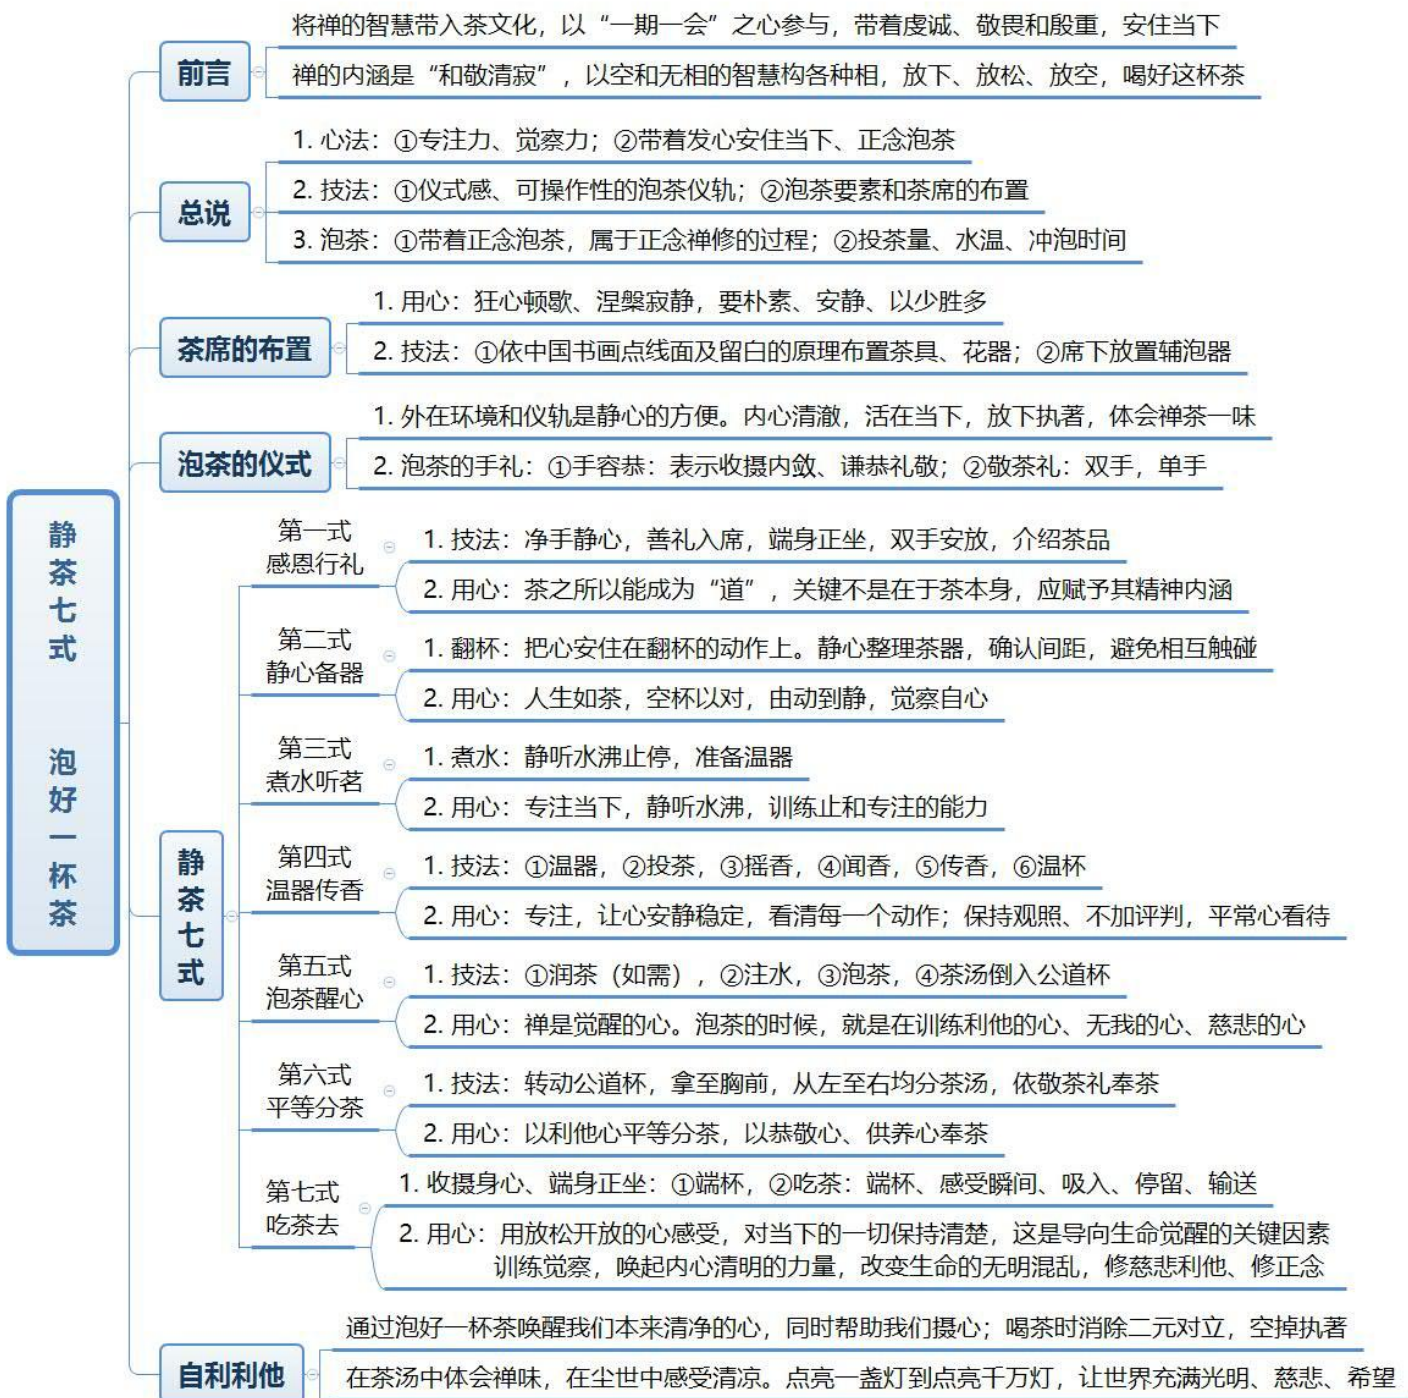 静茶七式 泡好一杯茶
前言
将禅的智慧带入茶文化，以“一期一会”之心参与，带着虔诚、敬畏和殷重，安住当下
禅的内涵是“和敬清寂”，以空和无相的智慧构各种相，放下、放松、放空，喝好这杯茶
总说
1. 心法：①专注力、觉察力；②带着发心安住当下、正念泡茶
2. 技法：①仪式感、可操作性的泡茶仪轨；②泡茶要素和茶席的布置
3. 泡茶：①带着正念泡茶，属于正念禅修的过程；②投茶量、水温、冲泡时间
茶席的布置
1. 用心：狂心顿歇、涅槃寂静，要朴素、安静、以少胜多
2. 技法：①依中国书画点线面及留白的原理布置茶具、花器；②席下放置辅泡器
泡茶的仪式
1. 外在环境和仪轨是静心的方便。内心清澈，活在当下，放下执著，体会禅茶一味
2. 泡茶的手礼：①手容恭：表示收摄内敛、谦恭礼敬；②敬茶礼：双手，单手
静茶七式
第一式
感恩行礼
1. 技法：净手静心，善礼入席，端身正坐，双手安放，介绍茶品
2. 用心：茶之所以能成为“道”，关键不是在于茶本身，应赋予其精神内涵
第二式
静心备器
1. 翻杯：把心安住在翻杯的动作上。静心整理茶器，确认间距，避免相互触碰
2. 用心：人生如茶，空杯以对，由动到静，觉察自心
第三式
煮水听茗
1. 煮水：静听水沸止停，准备温器
2. 用心：专注当下，静听水沸，训练止和专注的能力
第四式
温器传香
1. 技法：①温器，②投茶，③摇香，④闻香，⑤传香，⑥温杯
2. 用心：专注，让心安静稳定，看清每一个动作；保持观照、不加评判，平常心看待
第五式
泡茶醒心
1. 技法：①润茶（如需），②注水，③泡茶，④茶汤倒入公道杯
2. 用心：禅是觉醒的心。泡茶的时候，就是在训练利他的心、无我的心、慈悲的心
第六式
平等分茶
1. 技法：转动公道杯，拿至胸前，从左至右均分茶汤，依敬茶礼奉茶
2. 用心：以利他心平等分茶，以恭敬心、供养心奉茶
第七式
吃茶去
1. 收摄身心、端身正坐：①端杯，②吃茶：端杯、感受瞬间、吸入、停留、输送
2. 用心：用放松开放的心感受，对当下的一切保持清楚，这是导向生命觉醒的关键因素
训练觉察，唤起内心清明的力量，改变生命的无明混乱，修慈悲利他、修正念
自利利他
通过泡好一杯茶唤醒我们本来清净的心，同时帮助我们摄心；喝茶时消除二元对立，空掉执著
在茶汤中体会禅味，在尘世中感受清凉。点亮一盏灯到点亮千万灯，让世界充满光明、慈悲、希望